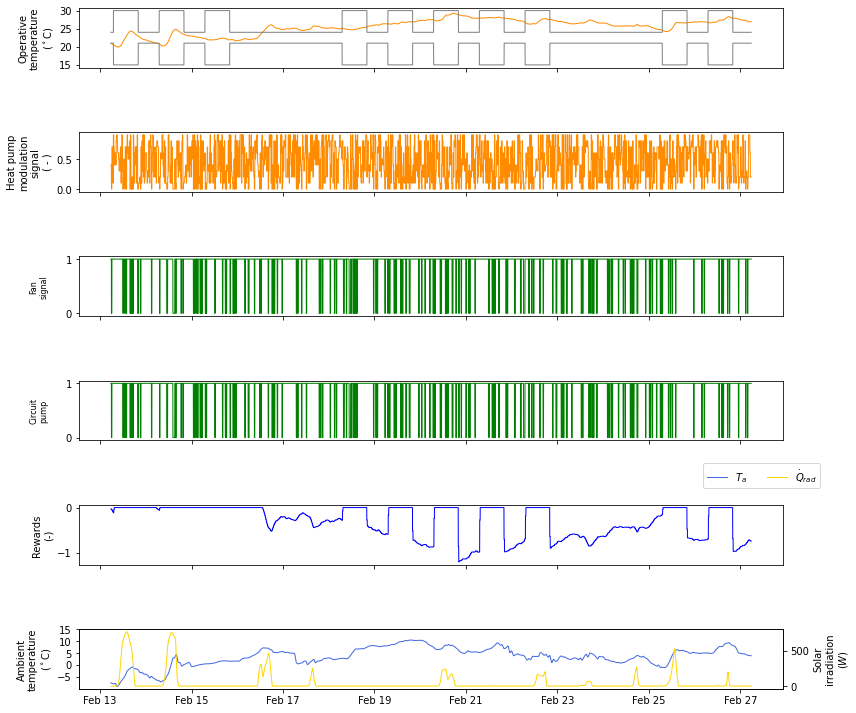 Operative
temperature
(°C)
30
25
20
15
Heat pump
modulation
signal
( - )
0.5
0.0
Fan
signal
1
0
Circuit
pump
1
0
T_a Q̇_rad
Rewards
(-)
0
−1
Ambient
temperature
(°C)
15
10
5
0
−5
500
0
Solar
irradiation
(W)
Feb 13 Feb 15 Feb 17 Feb 19 Feb 21 Feb 23 Feb 25 Feb 27